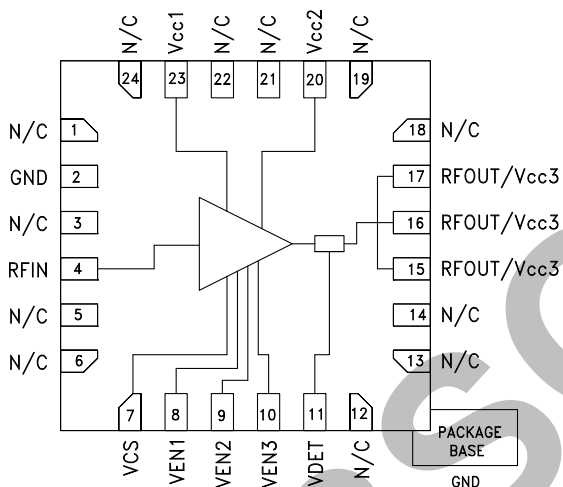 N/C
Vcc1
N/C
N/C
Vcc2
N/C
24
23
22
21
20
19
N/C
1
18
N/C
GND
2
17
RFOUT/Vcc3
N/C
3
16
RFOUT/Vcc3
RFIN
4
15
RFOUT/Vcc3
N/C
5
14
N/C
N/C
6
13
N/C
7
8
9
10
11
12
VCS
VEN1
VEN2
VEN3
VDET
N/C
PACKAGE
BASE
GND